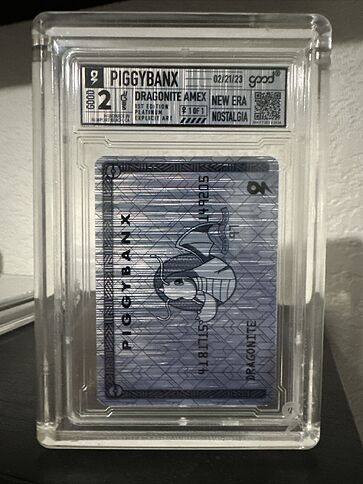 PIGGYBANX
02/21/23
good
GOOD
2
DRAGONITE AMEX
1ST EDITION
PLATINUM
EXPLICIT ART
1 OF 1
NEW ERA
NOSTALGIA
PIGGYBANX
DRAGONITE